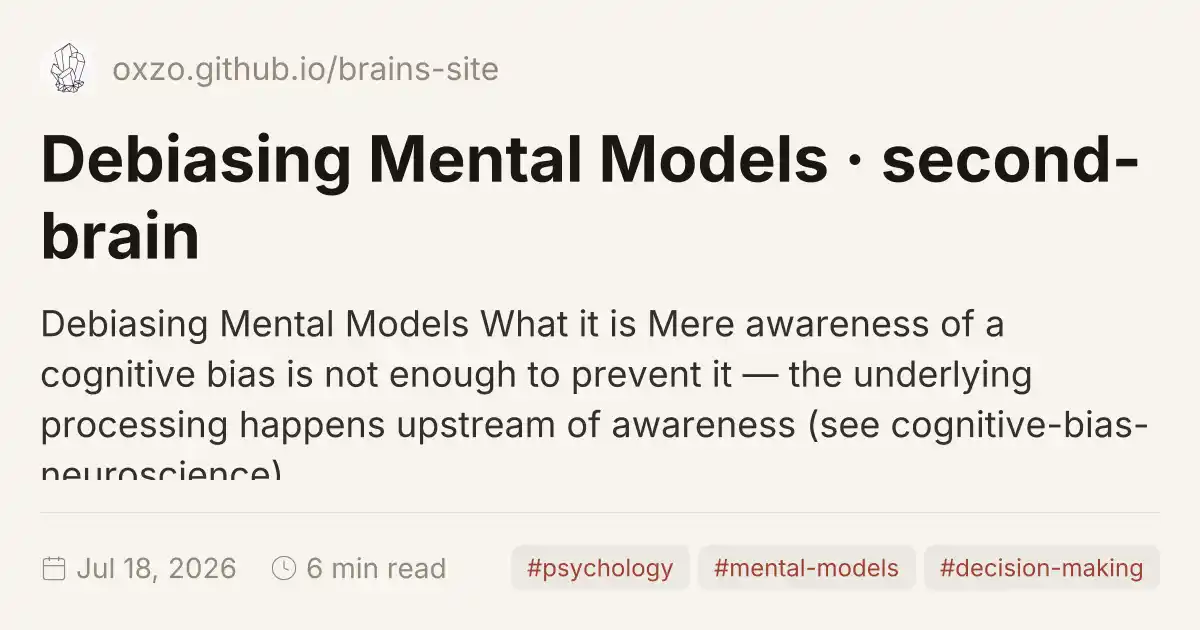 oxzo.github.io/brains-site
Debiasing Mental Models · second-
brain
Debiasing Mental Models What it is Mere awareness of a
cognitive bias is not enough to prevent it — the underlying
processing happens upstream of awareness (see cognitive-bias-
neuroscience)
Jul 18, 2026 6 min read #psychology #mental-models #decision-making